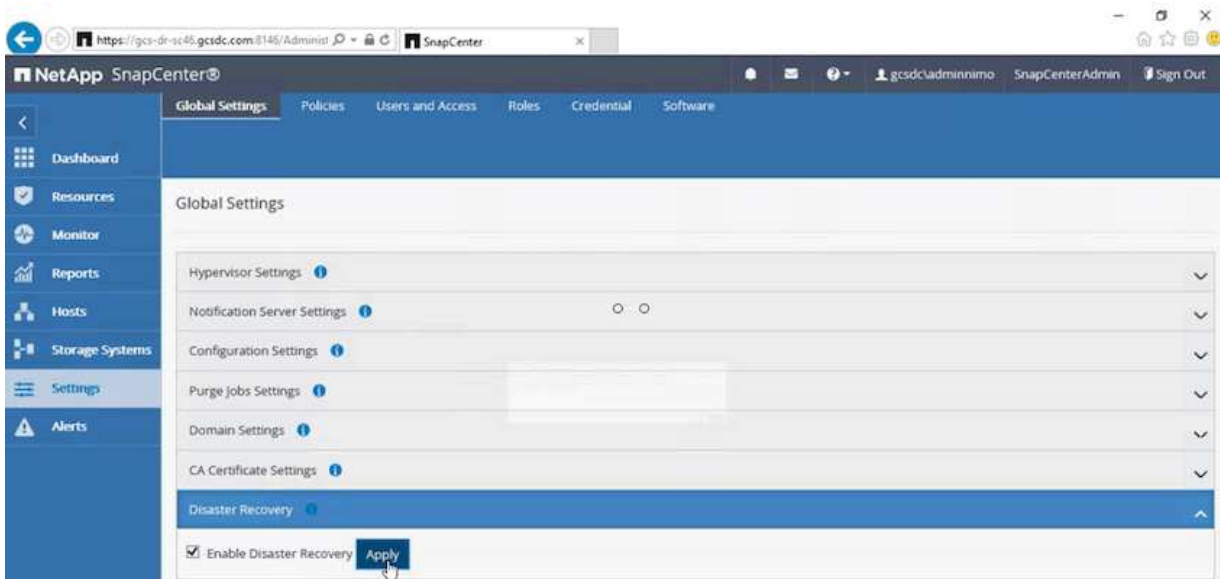 https://gcs-dr-sc46.gcsdc.com:8146/Administ
SnapCenter
NetApp SnapCenter®
gcsdc\adminnimo SnapCenterAdmin Sign Out
Global Settings Policies Users and Access Roles Credential Software
Dashboard
Resources
Monitor
Reports
Hosts
Storage Systems
Settings
Alerts
Global Settings
Hypervisor Settings
Notification Server Settings
Configuration Settings
Purge Jobs Settings
Domain Settings
CA Certificate Settings
Disaster Recovery
Enable Disaster Recovery Apply